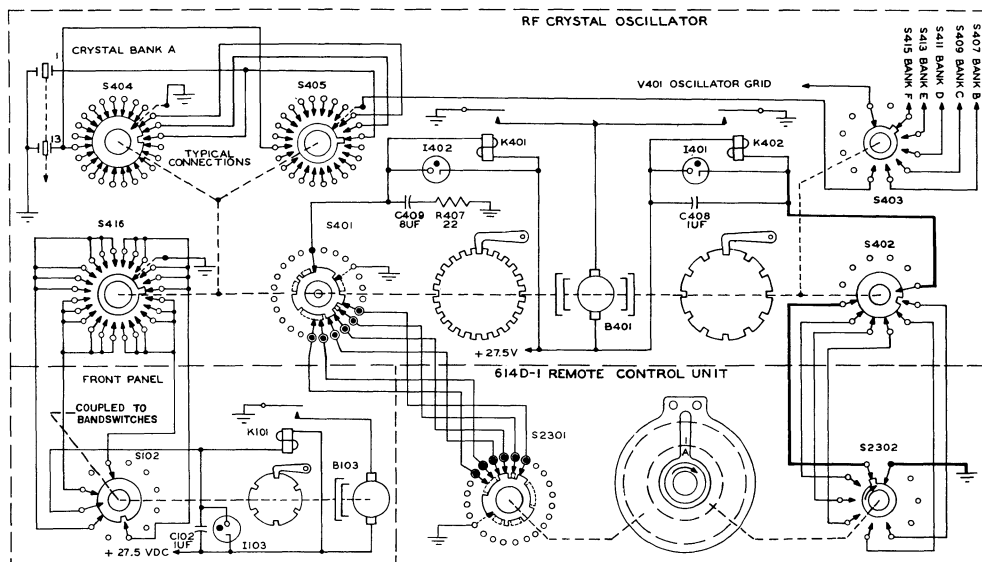 RF CRYSTAL OSCILLATOR
CRYSTAL BANK A
1
13
S404
S405
TYPICAL
CONNECTIONS
V401 OSCILLATOR GRID
S415 BANK F
S413 BANK E
S411 BANK D
S409 BANK C
S407 BANK B
S403
K401
I402
C409
8UF
R407
22
I401
K402
C408
1UF
S416
S401
S402
B401
+ 27.5V
FRONT PANEL
COUPLED TO
BANDSWITCHES
614D-1 REMOTE CONTROL UNIT
S102
K101
B103
C102
1UF
I103
+ 27.5 VDC
S2301
A
S2302